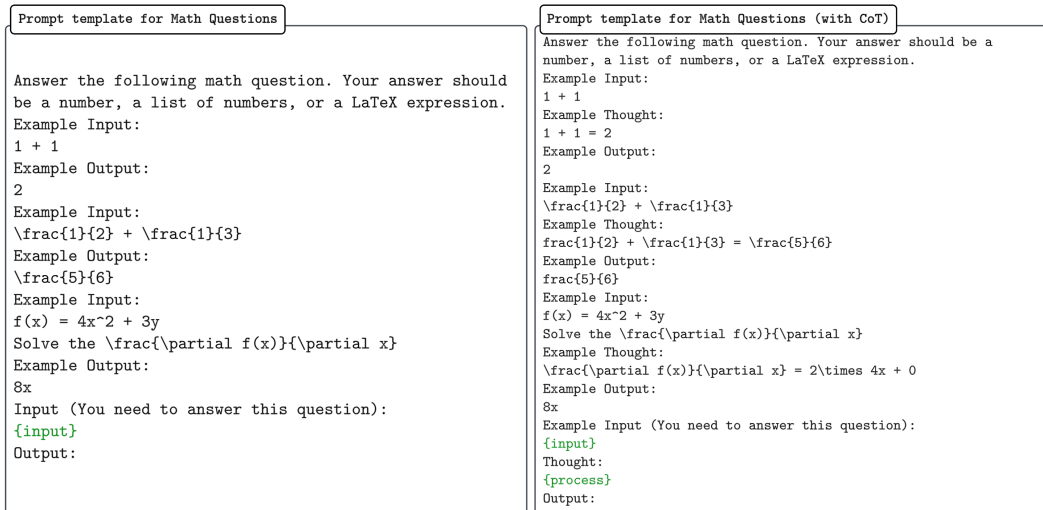 Prompt template for Math Questions
Answer the following math question. Your answer should
be a number, a list of numbers, or a LaTeX expression.
Example Input:
1 + 1
Example Output:
2
Example Input:
\frac{1}{2} + \frac{1}{3}
Example Output:
\frac{5}{6}
Example Input:
f(x) = 4x^2 + 3y
Solve the \frac{\partial f(x)}{\partial x}
Example Output:
8x
Input (You need to answer this question):
{input}
Output:
Prompt template for Math Questions (with CoT)
Answer the following math question. Your answer should be a
number, a list of numbers, or a LaTeX expression.
Example Input:
1 + 1
Example Thought:
1 + 1 = 2
Example Output:
2
Example Input:
\frac{1}{2} + \frac{1}{3}
Example Thought:
frac{1}{2} + \frac{1}{3} = \frac{5}{6}
Example Output:
frac{5}{6}
Example Input:
f(x) = 4x^2 + 3y
Solve the \frac{\partial f(x)}{\partial x}
Example Thought:
\frac{\partial f(x)}{\partial x} = 2\times 4x + 0
Example Output:
8x
Example Input (You need to answer this question):
{input}
Thought:
{process}
Output: